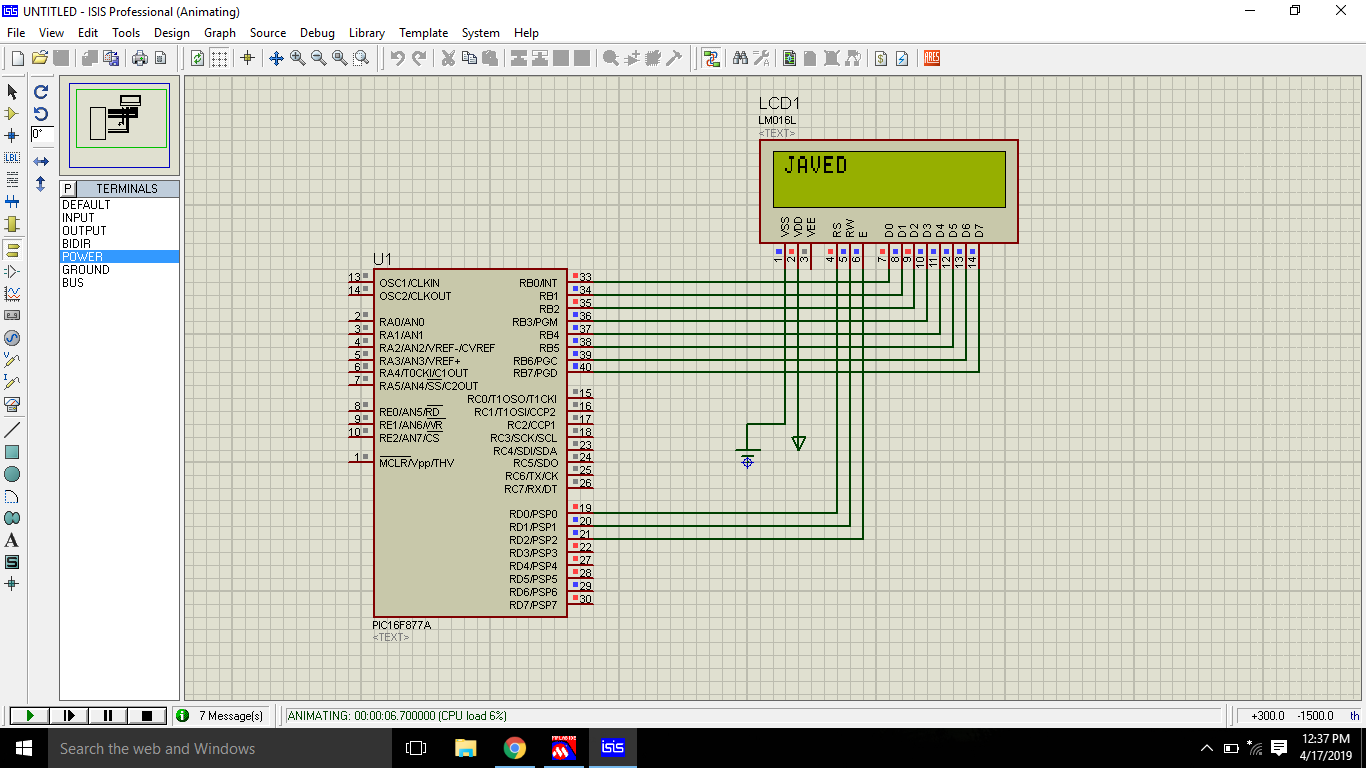 UNTITLED - ISIS Professional (Animating)
File View Edit Tools Design Graph Source Debug Library Template System Help
ARES
0°
LBL
P TERMINALS
DEFAULT
INPUT
OUTPUT
BIDIR
POWER
GROUND
BUS
A
S
LCD1
LM016L
<TEXT>
JAVED
VSS VDD VEE RS RW E D0 D1 D2 D3 D4 D5 D6 D7
1 2 3 4 5 6 7 8 9 10 11 12 13 14
U1
13 OSC1/CLKIN RB0/INT 33
14 OSC2/CLKOUT RB1 34
RB2 35
2 RA0/AN0 RB3/PGM 36
3 RA1/AN1 RB4 37
4 RA2/AN2/VREF-/CVREF RB5 38
5 RA3/AN3/VREF+ RB6/PGC 39
6 RA4/T0CKI/C1OUT RB7/PGD 40
7 RA5/AN4/SS/C2OUT
RC0/T1OSO/T1CKI 15
8 RE0/AN5/RD RC1/T1OSI/CCP2 16
9 RE1/AN6/WR RC2/CCP1 17
10 RE2/AN7/CS RC3/SCK/SCL 18
RC4/SDI/SDA 23
1 MCLR/Vpp/THV RC5/SDO 24
RC6/TX/CK 25
RC7/RX/DT 26
RD0/PSP0 19
RD1/PSP1 20
RD2/PSP2 21
RD3/PSP3 22
RD4/PSP4 27
RD5/PSP5 28
RD6/PSP6 29
RD7/PSP7 30
PIC16F877A
<TEXT>
7 Message(s) ANIMATING: 00:00:06.700000 (CPU load 6%) +300.0 -1500.0 th
Search the web and Windows
MPLAB IDE
isis
12:37 PM
4/17/2019